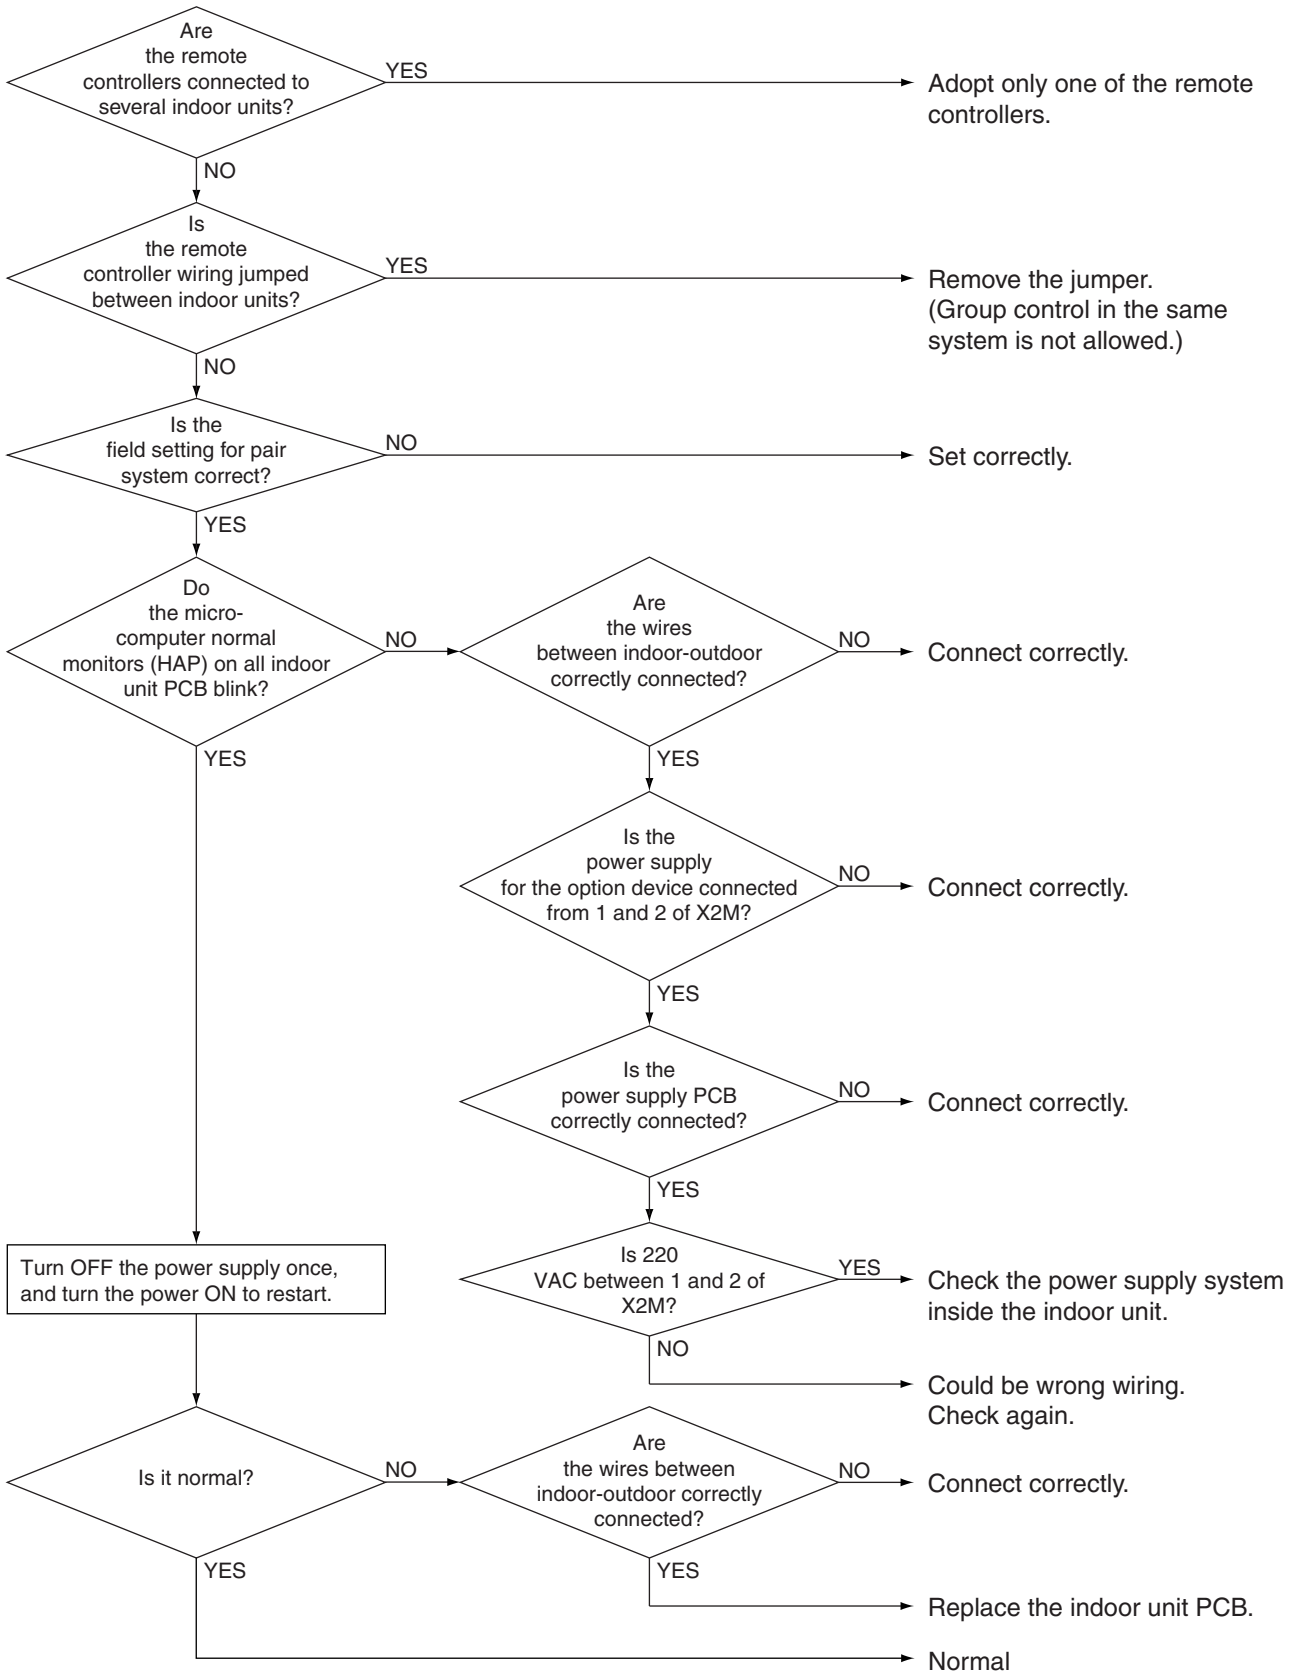 Are
the remote
controllers connected to
several indoor units?
YES
Adopt only one of the remote
controllers.
NO
Is
the remote
controller wiring jumped
between indoor units?
YES
Remove the jumper.
(Group control in the same
system is not allowed.)
NO
Is the
field setting for pair
system correct?
NO
Set correctly.
YES
Do
the micro-
computer normal
monitors (HAP) on all indoor
unit PCB blink?
NO
Are
the wires
between indoor-outdoor
correctly connected?
NO
Connect correctly.
YES
YES
Is the
power supply
for the option device connected
from 1 and 2 of X2M?
NO
Connect correctly.
YES
Is the
power supply PCB
correctly connected?
NO
Connect correctly.
YES
Turn OFF the power supply once,
and turn the power ON to restart.
Is 220
VAC between 1 and 2 of
X2M?
YES
Check the power supply system
inside the indoor unit.
NO
Could be wrong wiring.
Check again.
Is it normal?
NO
Are
the wires between
indoor-outdoor correctly
connected?
NO
Connect correctly.
YES
YES
Replace the indoor unit PCB.
Normal